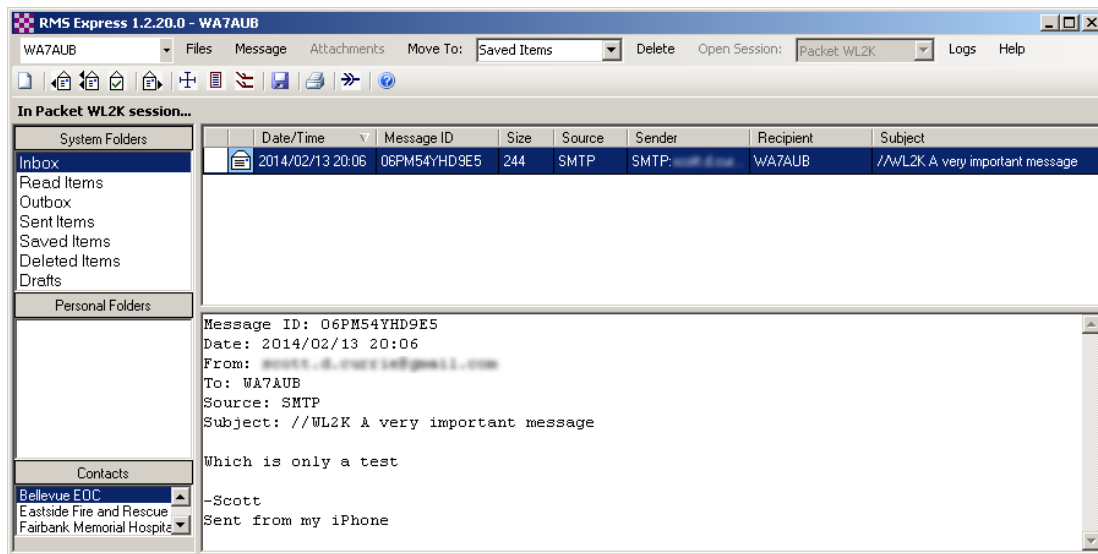 RMS Express 1.2.20.0 - WA7AUB
WA7AUB Files Message Attachments Move To: Saved Items Delete Open Session: Packet WL2K Logs Help
In Packet WL2K session...
System Folders
Inbox
Read Items
Outbox
Sent Items
Saved Items
Deleted Items
Drafts
Personal Folders
Contacts
Bellevue EOC
Eastside Fire and Rescue
Fairbank Memorial Hospita
Date/Time Message ID Size Source Sender Recipient Subject
2014/02/13 20:06 06PM54YHD9E5 244 SMTP SMTP: WA7AUB //WL2K A very important message
Message ID: 06PM54YHD9E5
Date: 2014/02/13 20:06
From:
To: WA7AUB
Source: SMTP
Subject: //WL2K A very important message
Which is only a test
-Scott
Sent from my iPhone